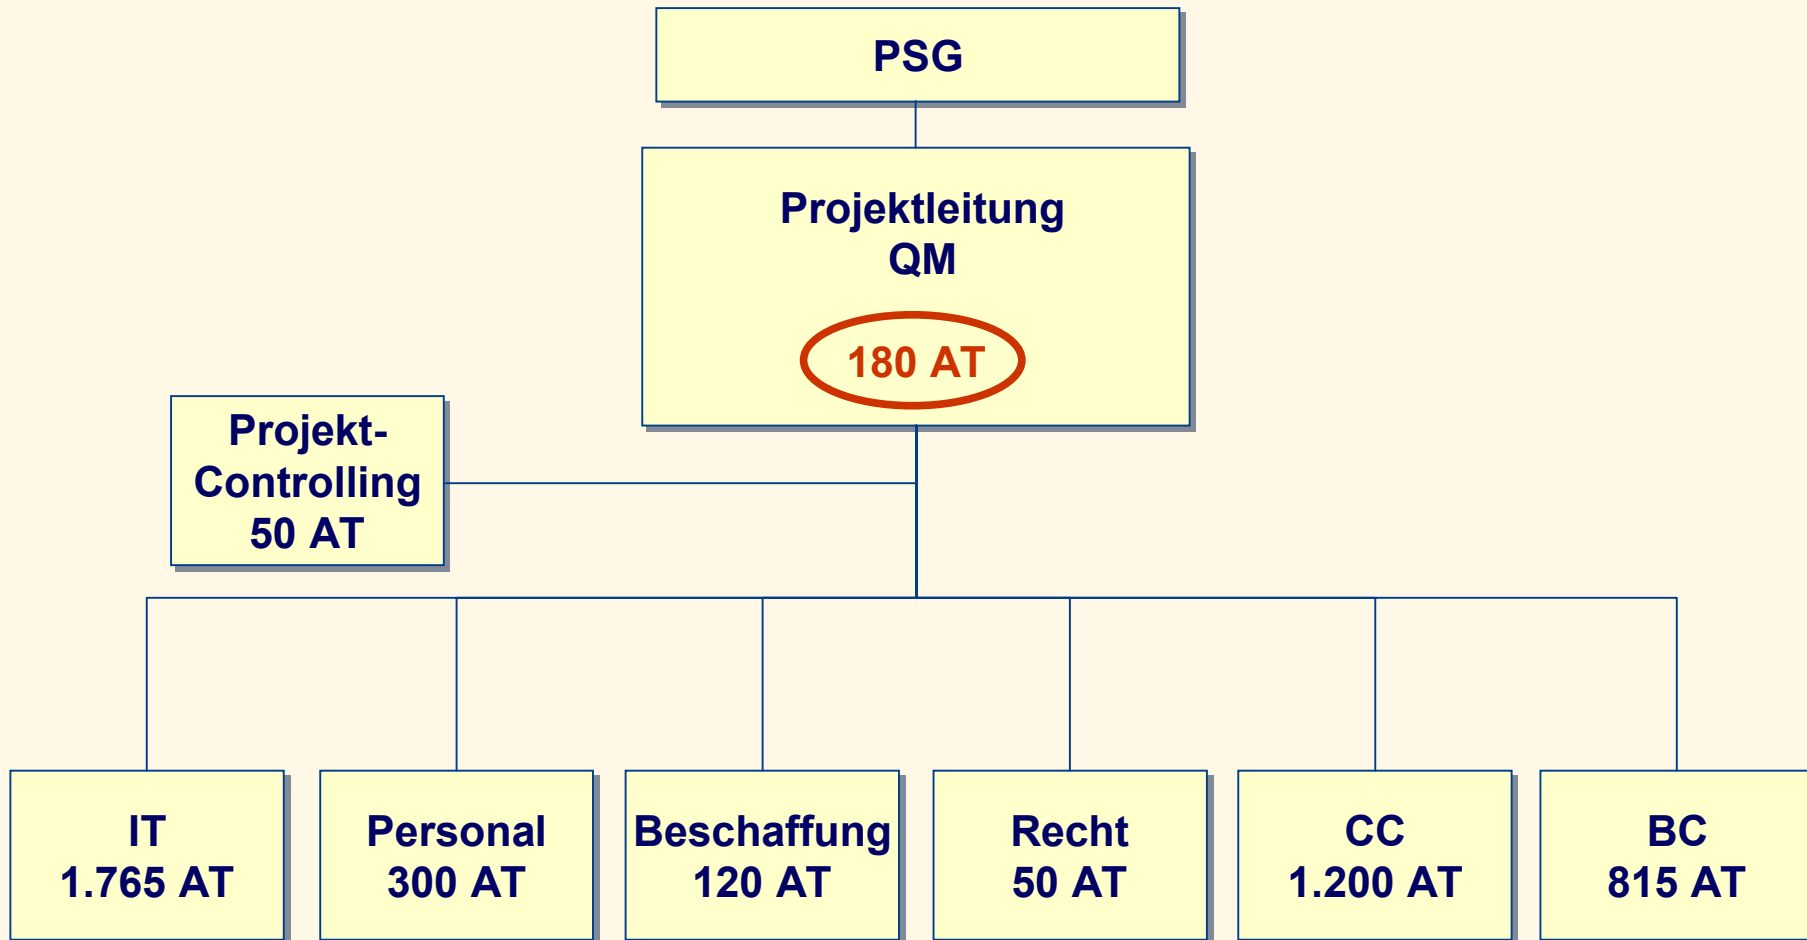 PSG
Projektleitung
QM
180 AT
Projekt-
Controlling
50 AT
IT
1.765 AT
Personal
300 AT
Beschaffung
120 AT
Recht
50 AT
CC
1.200 AT
BC
815 AT